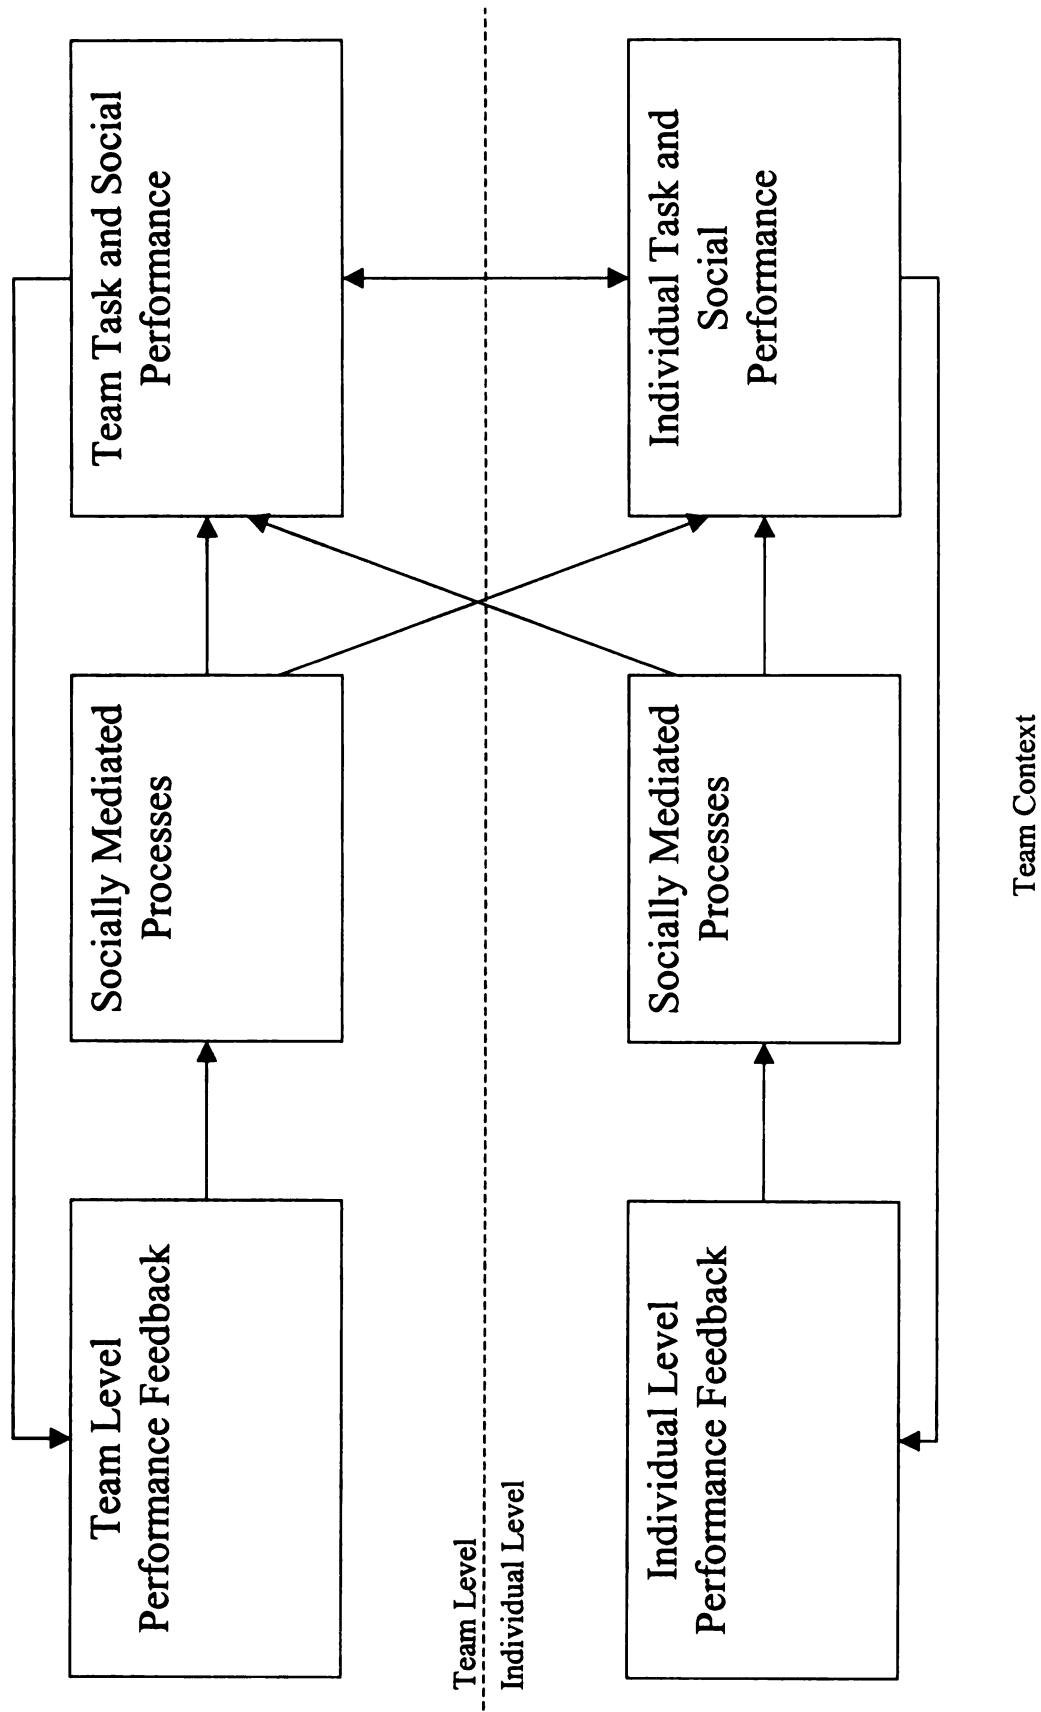 Team Level
Performance Feedback
Socially Mediated
Processes
Team Task and Social
Performance
Team Level
Individual Level
Individual Level
Performance Feedback
Socially Mediated
Processes
Individual Task and
Social
Performance
Team Context